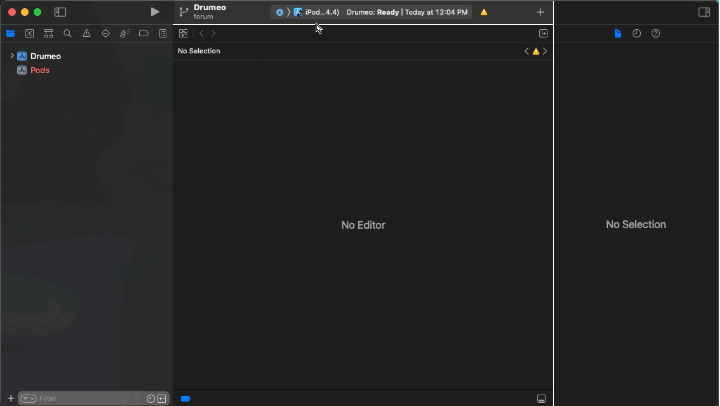 Drumeo
forum
iPod...4.4) Drumeo: Ready | Today at 12:04 PM
Drumeo
Pods
No Selection
No Editor
No Selection
Filter